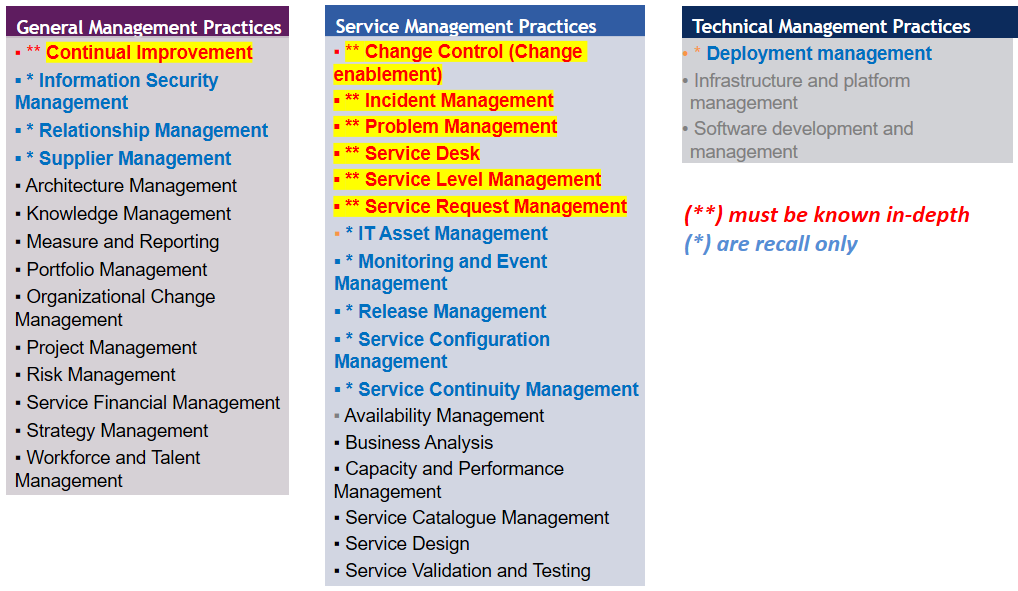 General Management Practices
▪ ** Continual Improvement
▪ * Information Security
Management
▪ * Relationship Management
▪ * Supplier Management
▪ Architecture Management
▪ Knowledge Management
▪ Measure and Reporting
▪ Portfolio Management
▪ Organizational Change
Management
▪ Project Management
▪ Risk Management
▪ Service Financial Management
▪ Strategy Management
▪ Workforce and Talent
Management
Service Management Practices
▪ ** Change Control (Change
enablement)
▪ ** Incident Management
▪ ** Problem Management
▪ ** Service Desk
▪ ** Service Level Management
▪ ** Service Request Management
▪ * IT Asset Management
▪ * Monitoring and Event
Management
▪ * Release Management
▪ * Service Configuration
Management
▪ * Service Continuity Management
▪ Availability Management
▪ Business Analysis
▪ Capacity and Performance
Management
▪ Service Catalogue Management
▪ Service Design
▪ Service Validation and Testing
Technical Management Practices
• * Deployment management
• Infrastructure and platform
management
• Software development and
management
(**) must be known in-depth
(*) are recall only